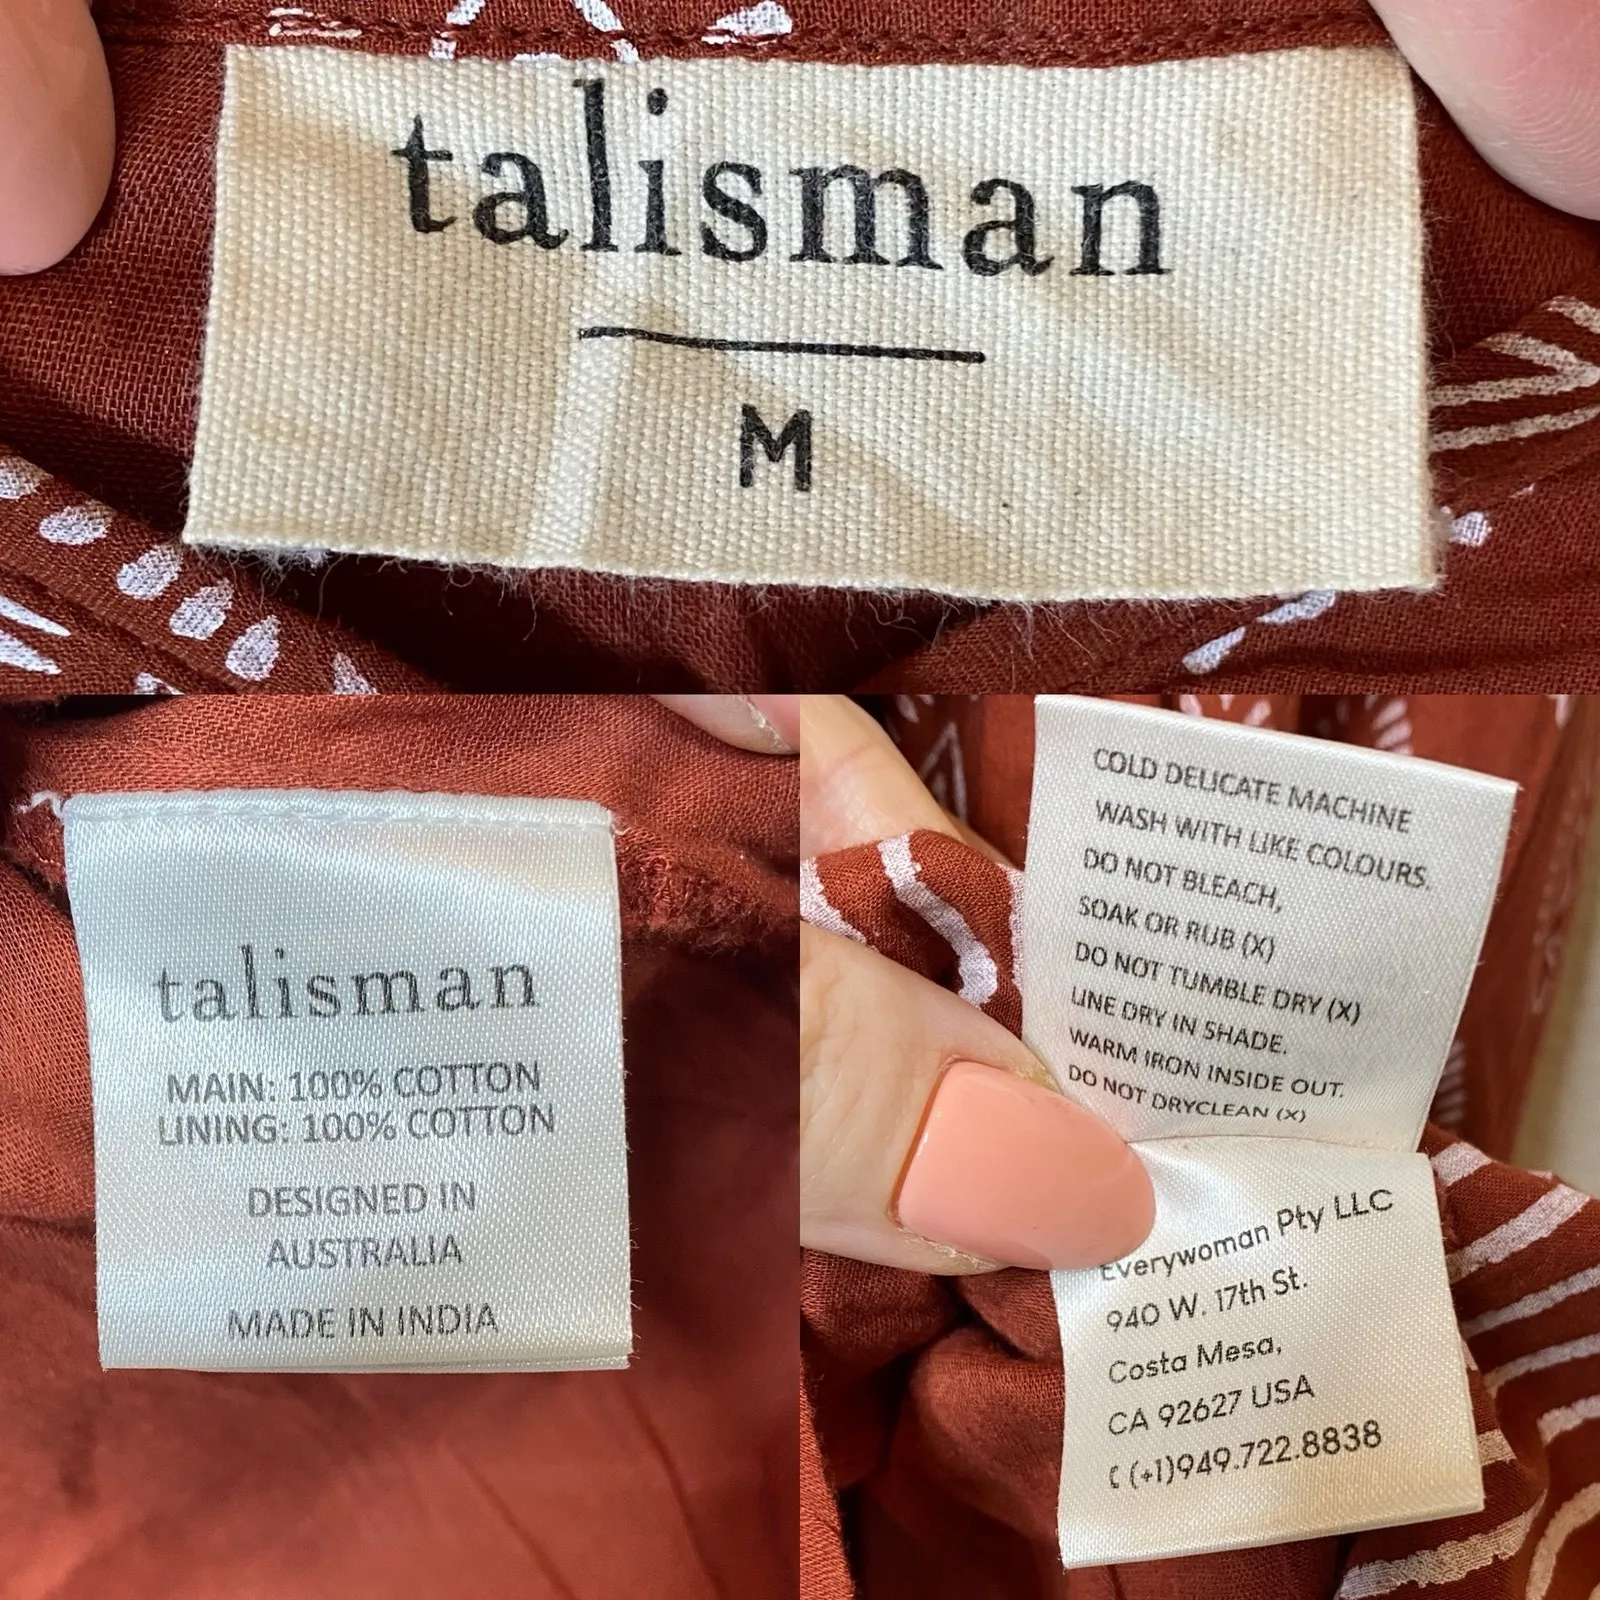 talisman
M
talisman
MAIN: 100% COTTON
LINING: 100% COTTON
DESIGNED IN
AUSTRALIA
MADE IN INDIA
COLD DELICATE MACHINE
WASH WITH LIKE COLOURS.
DO NOT BLEACH,
SOAK OR RUB (X)
DO NOT TUMBLE DRY (X)
LINE DRY IN SHADE.
WARM IRON INSIDE OUT.
DO NOT DRYCLEAN (X)
Everywoman Pty LLC
940 W. 17th St.
Costa Mesa,
CA 92627 USA
(+1)949.722.8838